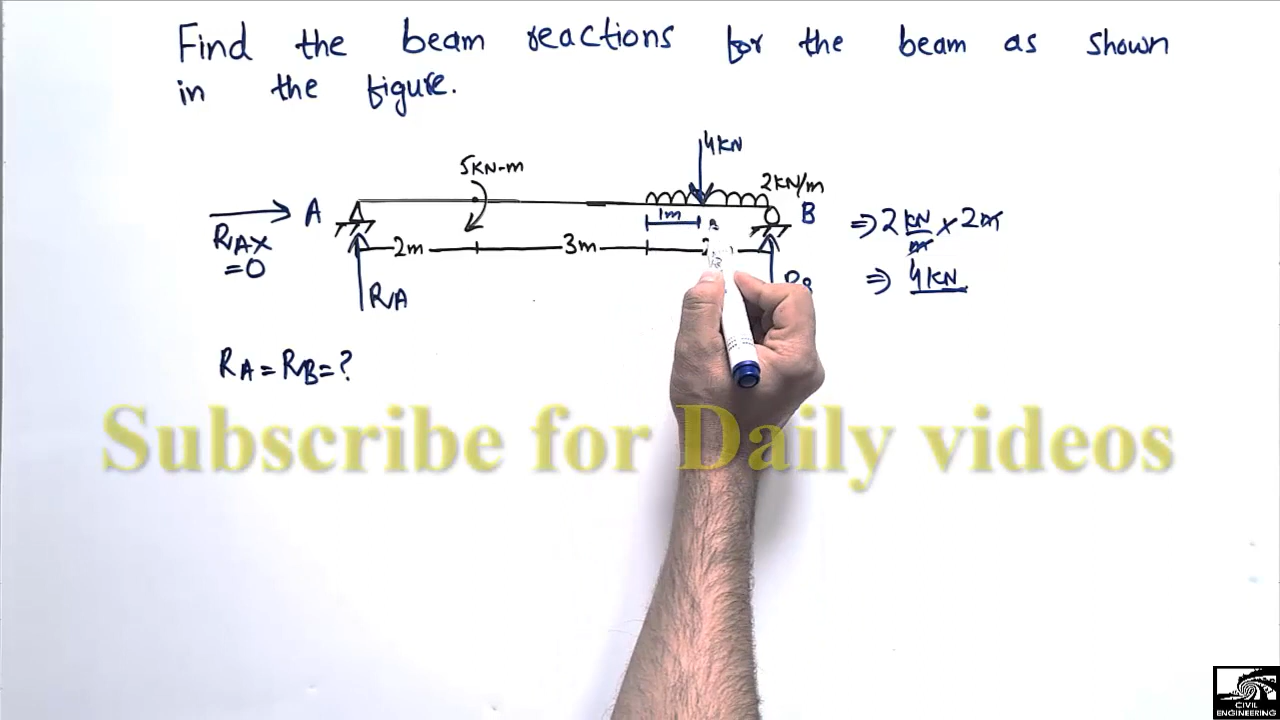 Find the beam reactions for the beam as shown
in the figure.
4KN
5KN-m
2KN/m
A
1m
B
RAX
=0
2m
3m
RA
⇒ 2 KN/m × 2m
⇒ 4KN
RA = RB = ?
Subscribe for Daily videos
CIVIL
ENGINEERING